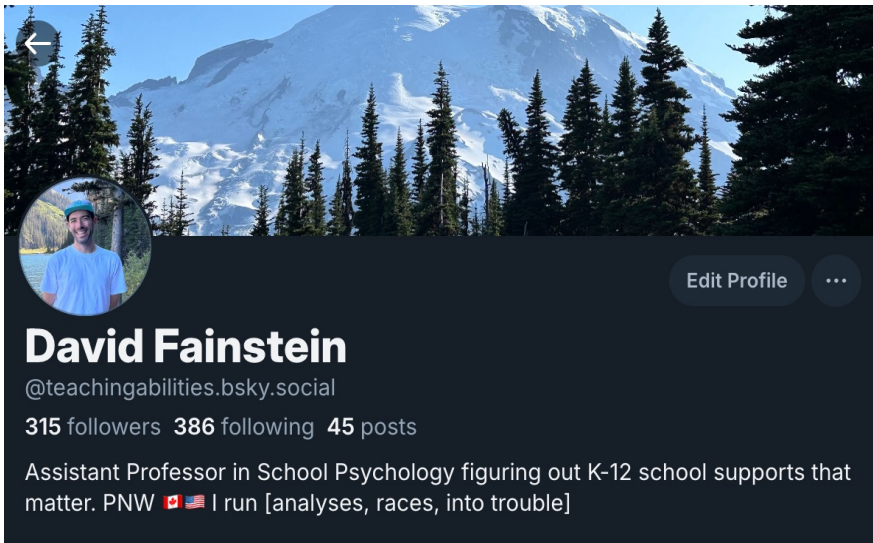 Edit Profile
David Fainstein
@teachingabilities.bsky.social
315 followers 386 following 45 posts
Assistant Professor in School Psychology figuring out K-12 school supports that
matter. PNW 🇨🇦🇺🇸 I run [analyses, races, into trouble]